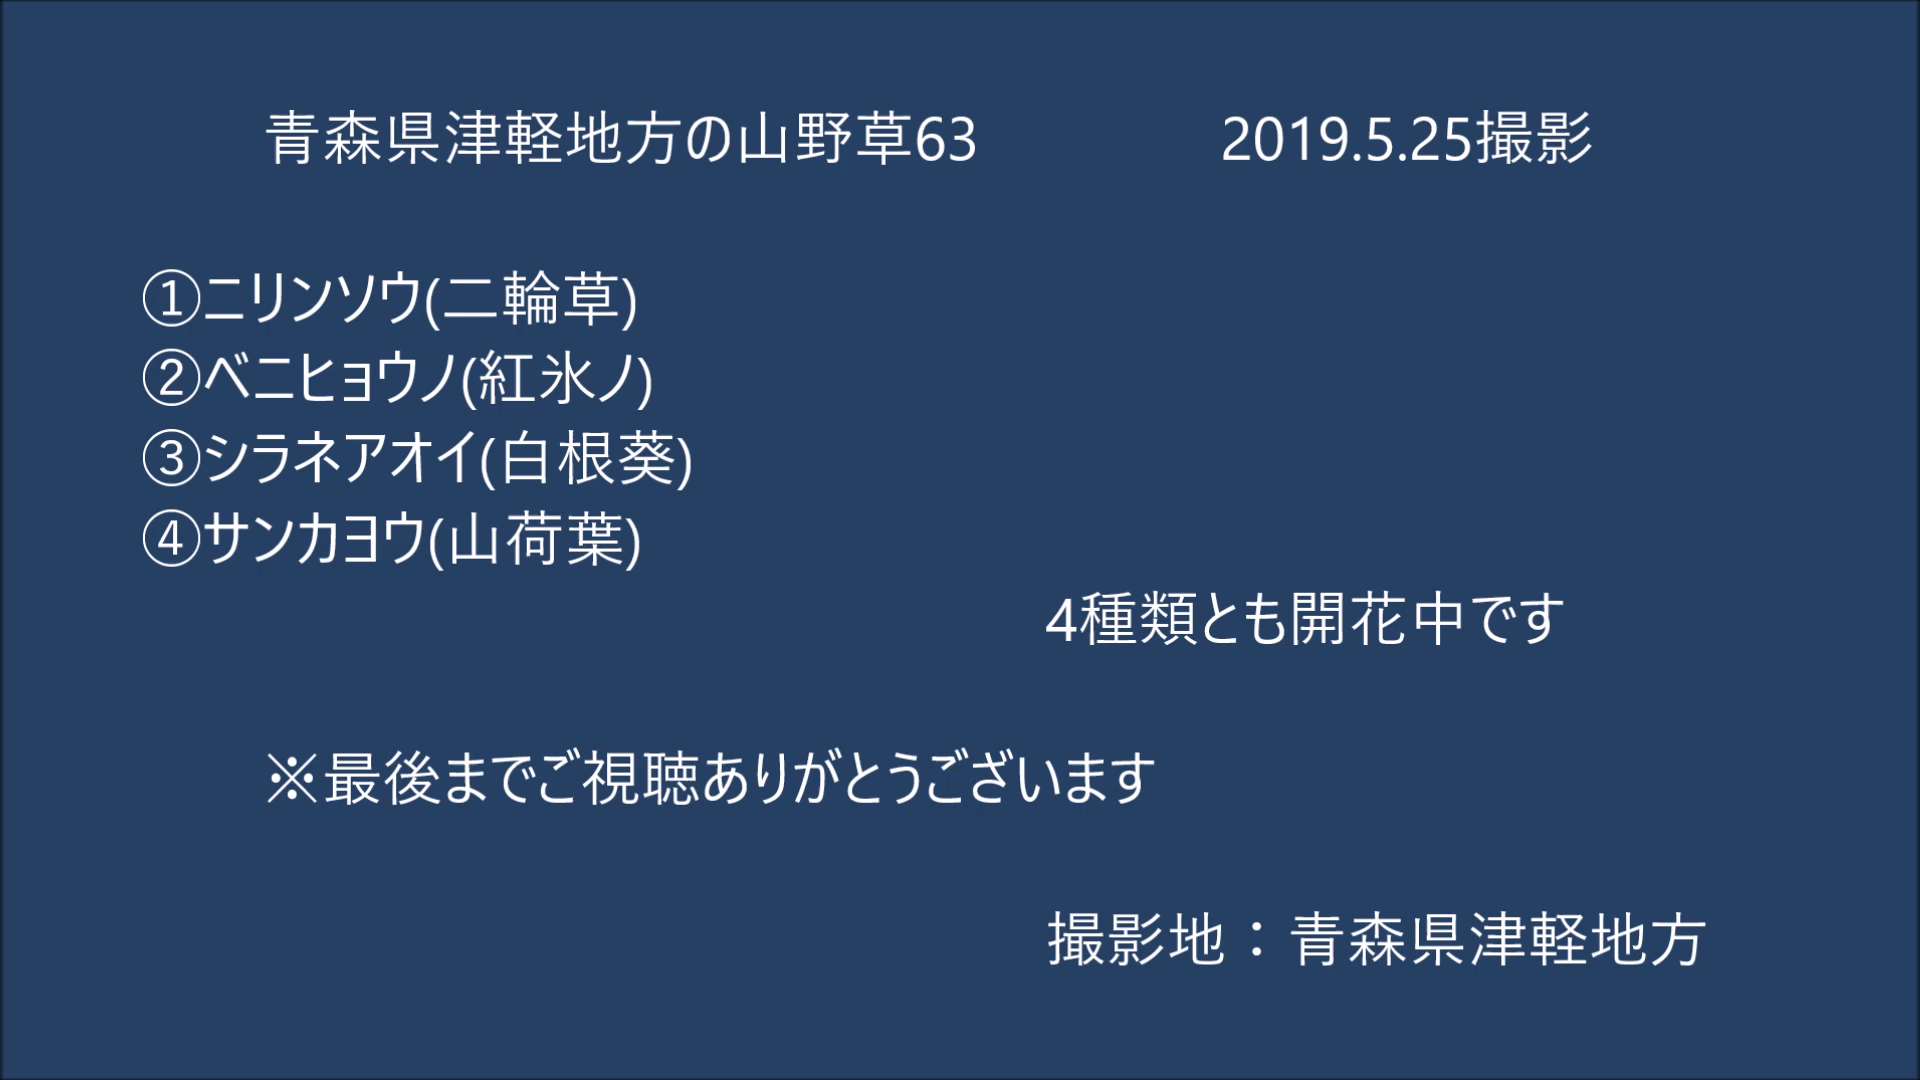 青森県津軽地方の山野草63　2019.5.25撮影
①ニリンソウ(二輪草)
②ベニヒョウノ(紅氷ノ)
③シラネアオイ(白根葵)
④サンカヨウ(山荷葉)
4種類とも開花中です
※最後までご視聴ありがとうございます
撮影地：青森県津軽地方